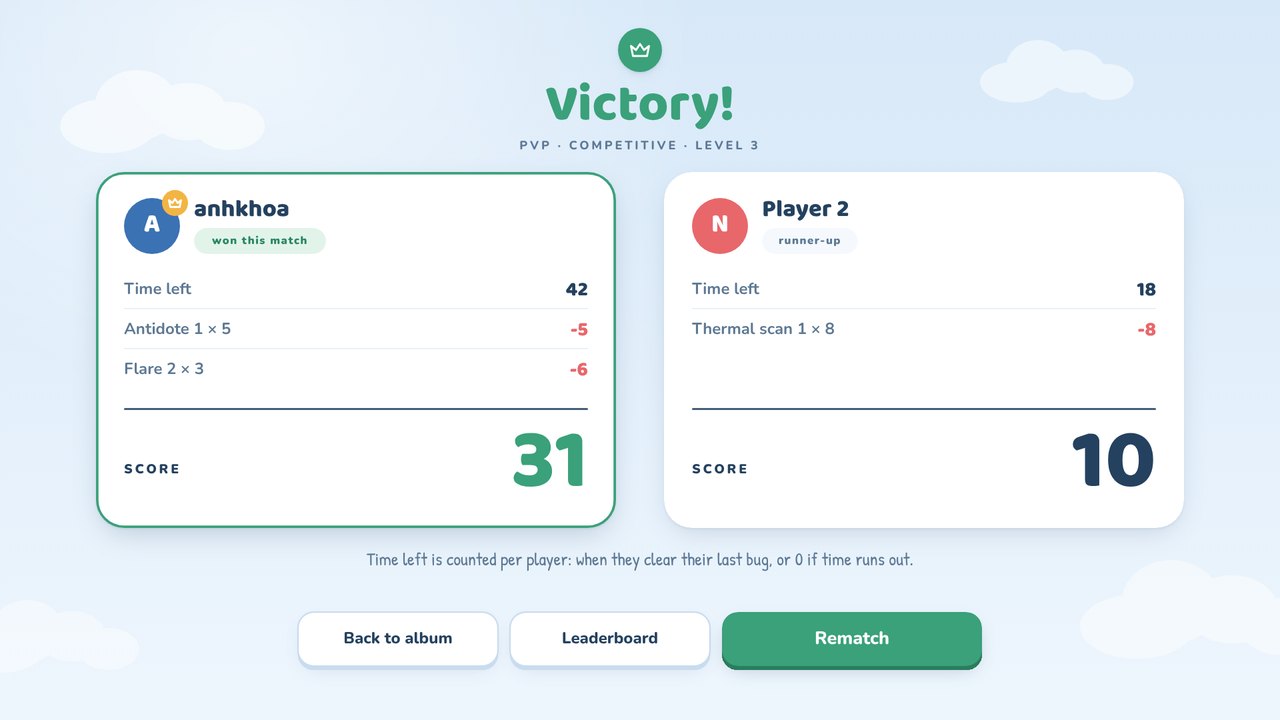 Victory!
PVP · COMPETITIVE · LEVEL 3
A
anhkhoa
won this match
Time left 42
Antidote 1 × 5 -5
Flare 2 × 3 -6
SCORE 31
N
Player 2
runner-up
Time left 18
Thermal scan 1 × 8 -8
SCORE 10
Time left is counted per player: when they clear their last bug, or 0 if time runs out.
Back to album
Leaderboard
Rematch